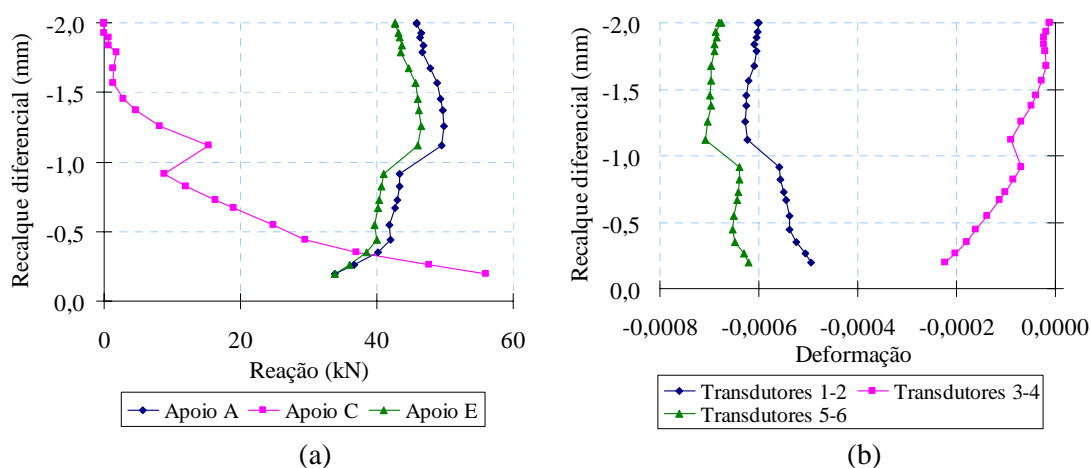 -2,0
-1,5
-1,0
-0,5
0,0
Recalque diferencial (mm)
0 20 40 60
Reação (kN)
Apoio A Apoio C Apoio E
(a)
-2,0
-1,5
-1,0
-0,5
0,0
Recalque diferencial (mm)
-0,0008 -0,0006 -0,0004 -0,0002 0,0000
Deformação
Transdutores 1-2 Transdutores 3-4
Transdutores 5-6
(b)